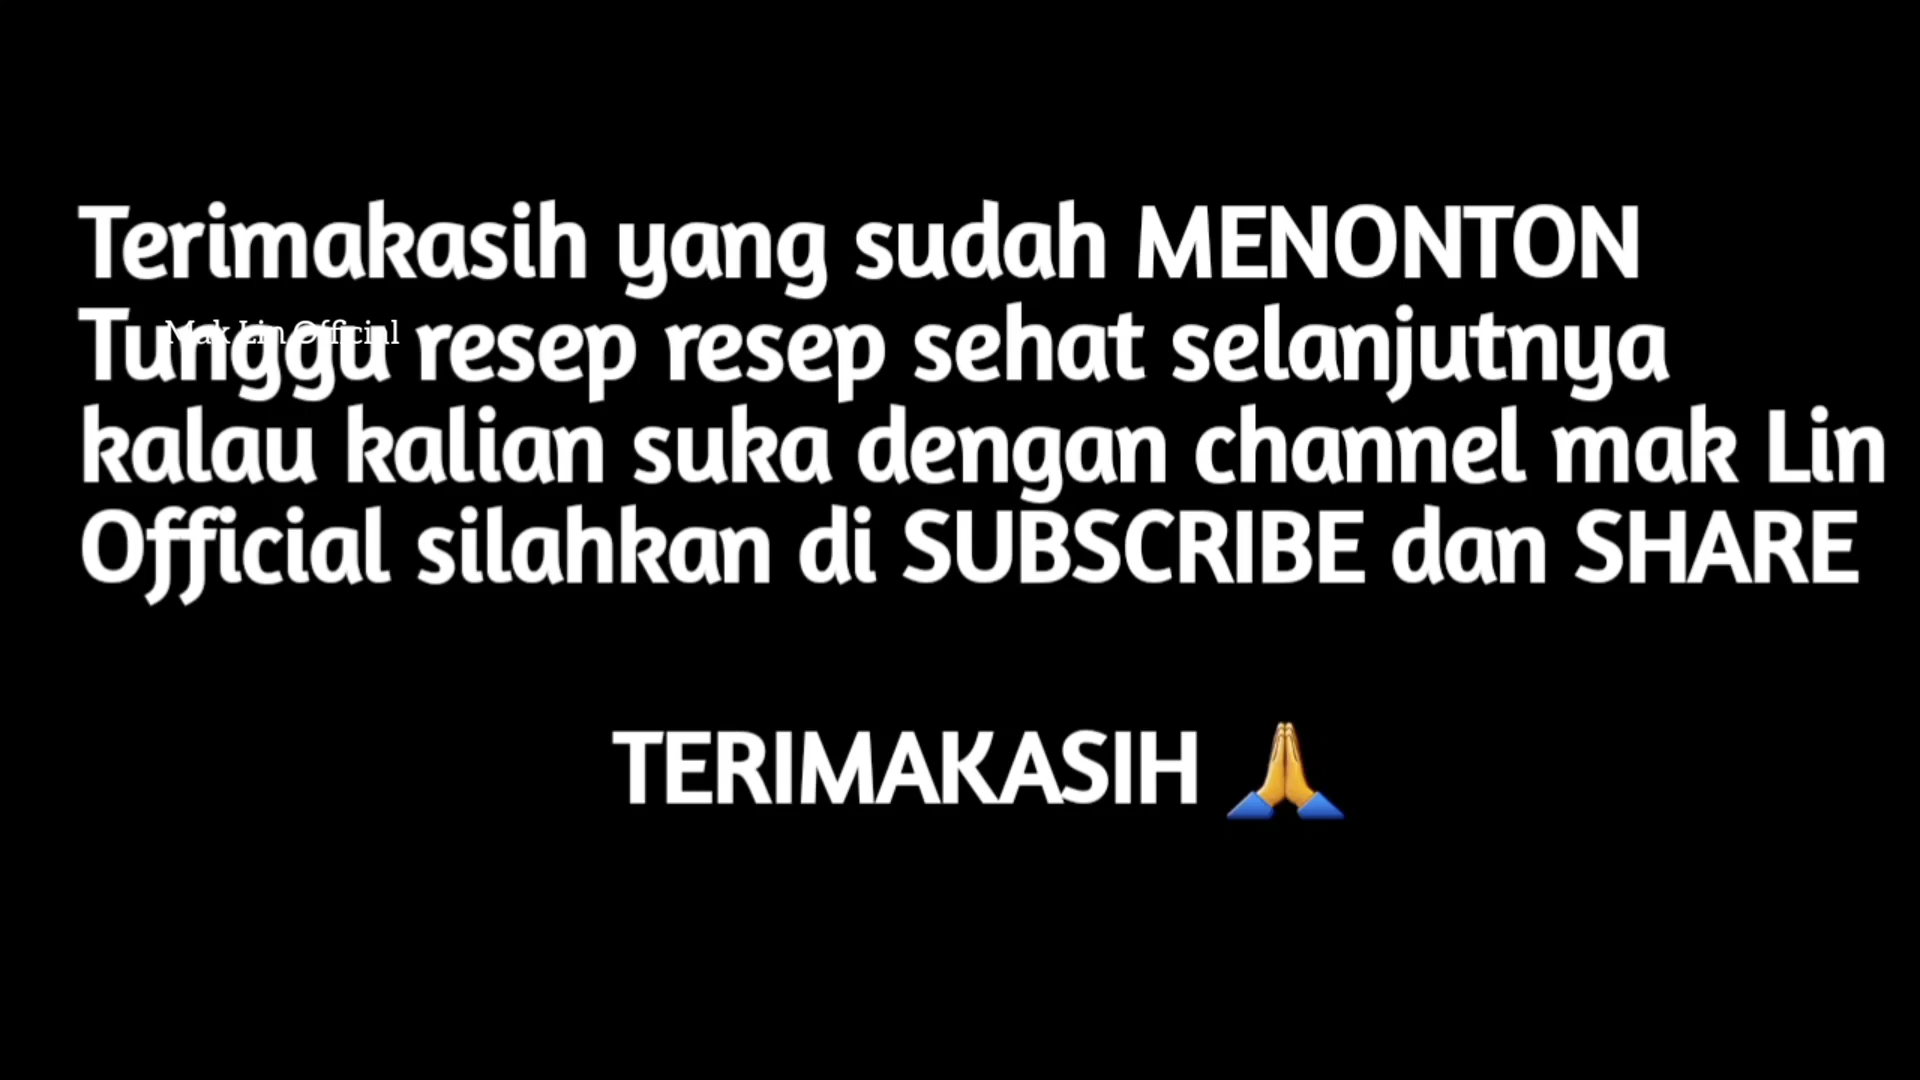 Terimakasih yang sudah MENONTON
Mak Lin Official
Tunggu resep resep sehat selanjutnya
kalau kalian suka dengan channel mak Lin
Official silahkan di SUBSCRIBE dan SHARE
TERIMAKASIH 🙏